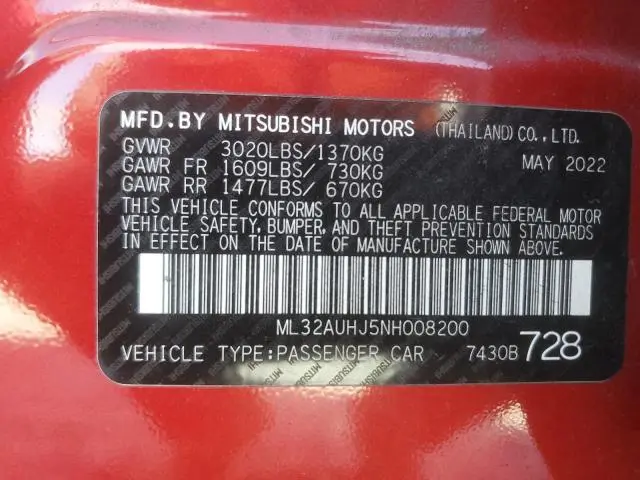 MFD.BY MITSUBISHI MOTORS (THAILAND) CO., LTD.
GVWR 3020LBS/1370KG MAY 2022
GAWR FR 1609LBS/ 730KG
GAWR RR 1477LBS/ 670KG
THIS VEHICLE CONFORMS TO ALL APPLICABLE FEDERAL MOTOR
VEHICLE SAFETY, BUMPER, AND THEFT PREVENTION STANDARDS
IN EFFECT ON THE DATE OF MANUFACTURE SHOWN ABOVE.
ML32AUHJ5NH008200
VEHICLE TYPE:PASSENGER CAR 7430B 728